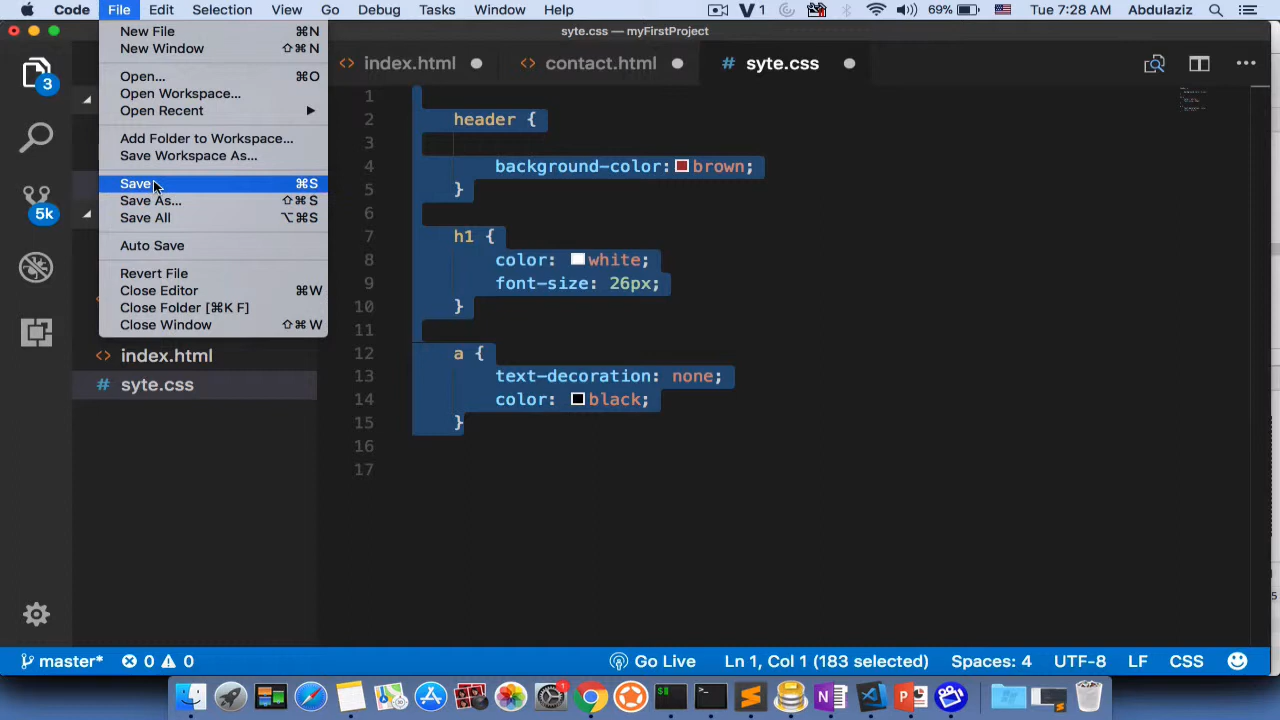 Code File Edit Selection View Go Debug Tasks Window Help 1 69% Tue 7:28 AM Abdulaziz
syte.css — myFirstProject
New File ⌘N
New Window ⇧⌘N
Open... ⌘O
Open Workspace...
Open Recent
Add Folder to Workspace...
Save Workspace As...
Save ⌘S
Save As... ⇧⌘S
Save All ⌥⌘S
Auto Save
Revert File
Close Editor ⌘W
Close Folder [⌘K F]
Close Window ⇧⌘W
3
5k
index.html
syte.css
<> index.html <> contact.html # syte.css
1
2 header {
3
4 background-color: brown;
5 }
6
7 h1 {
8 color: white;
9 font-size: 26px;
10 }
11
12 a {
13 text-decoration: none;
14 color: black;
15 }
16
17
master* 0 0 Go Live Ln 1, Col 1 (183 selected) Spaces: 4 UTF-8 LF CSS